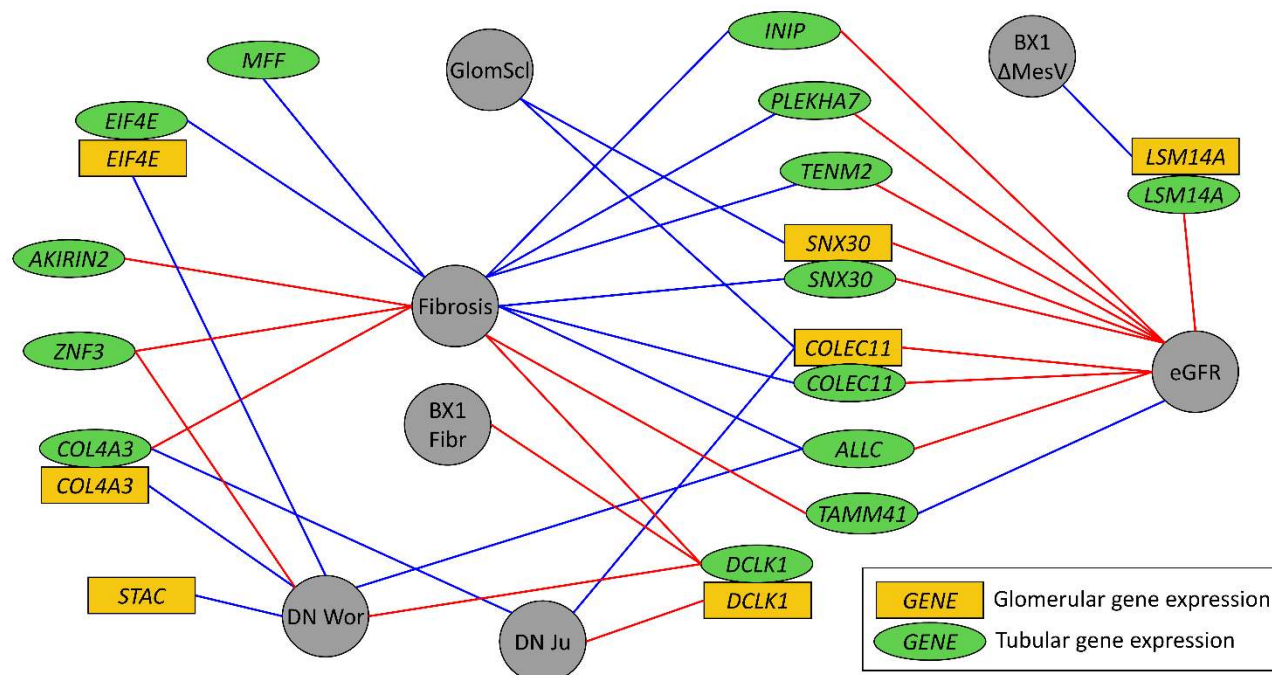 INIP
MFF
GlomScl
BX1
ΔMesV
PLEKHA7
EIF4E
EIF4E
LSM14A
LSM14A
TENM2
SNX30
SNX30
AKIRIN2
Fibrosis
ZNF3
COLEC11
COLEC11
eGFR
BX1
Fibr
COL4A3
COL4A3
ALLC
TAMM41
DCLK1
DCLK1
STAC
DN Wor
DN Ju
GENE Glomerular gene expression
GENE Tubular gene expression